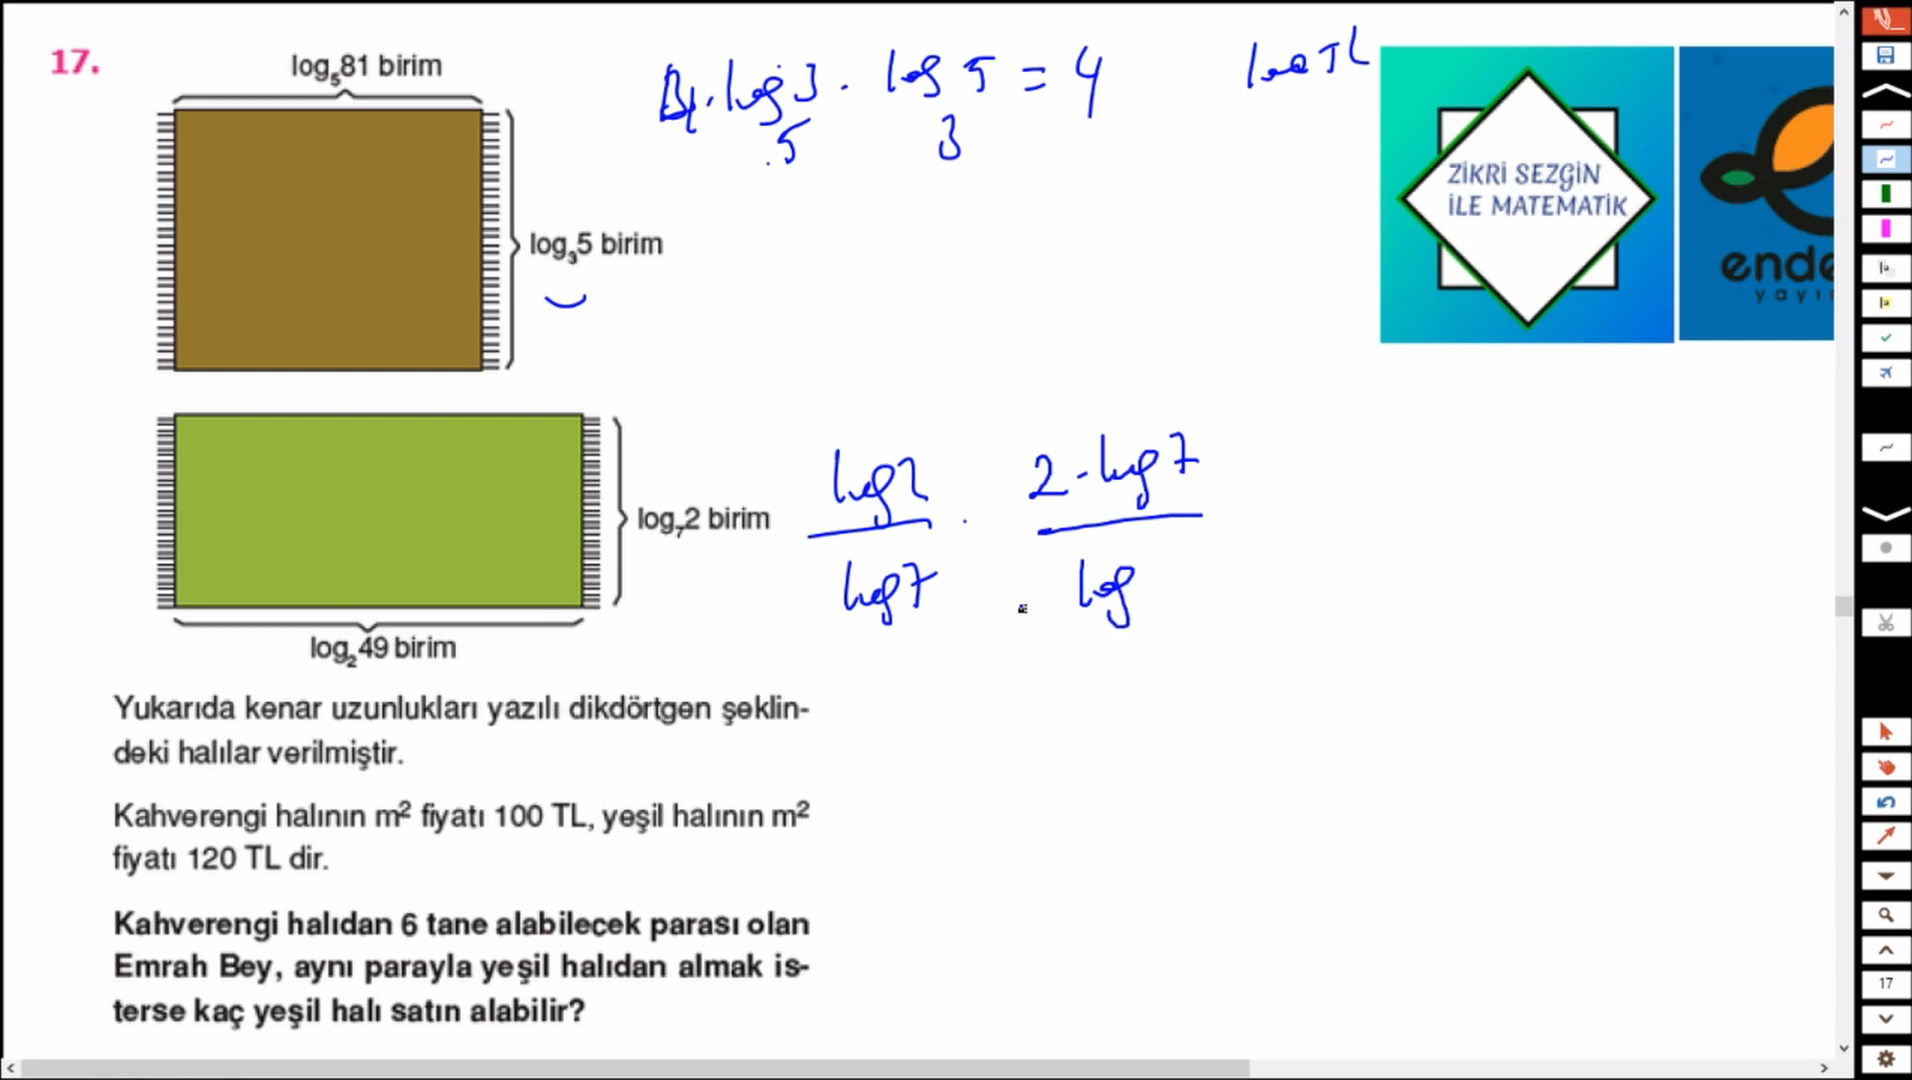 17.
log₅81 birim
4.log₅3 . log₃5 = 4
100 TL
ZİKRİ SEZGİN
İLE MATEMATİK
ende
yayı
log₃5 birim
log2 . 2.log7
log7 . log
log₇2 birim
log₂49 birim
Yukarıda kenar uzunlukları yazılı dikdörtgen şeklin-
deki halılar verilmiştir.
Kahverengi halının m² fiyatı 100 TL, yeşil halının m²
fiyatı 120 TL dir.
Kahverengi halıdan 6 tane alabilecek parası olan
Emrah Bey, aynı parayla yeşil halıdan almak is-
terse kaç yeşil halı satın alabilir?
17